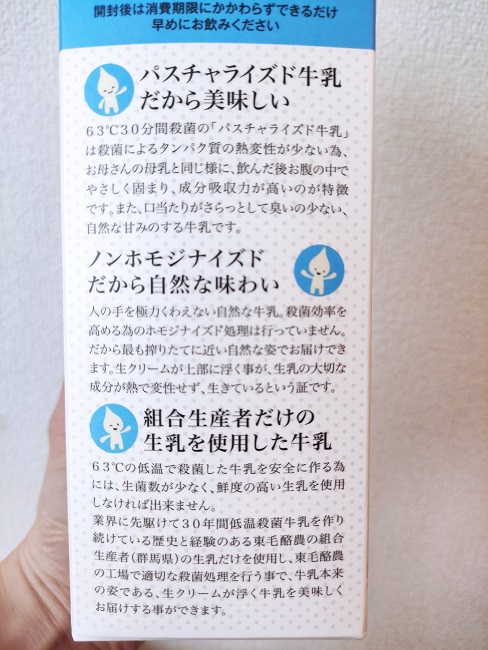 開封後は消費期限にかかわらずできるだけ
早めにお飲みください
パスチャライズド牛乳
だから美味しい
63℃30分間殺菌の「パスチャライズド牛乳」
は殺菌によるタンパク質の熱変性が少ない為、
お母さんの母乳と同じ様に、飲んだ後お腹の中で
やさしく固まり、成分吸収力が高いのが特徴
です。また、口当たりがさらっとして臭いの少ない、
自然な甘みのする牛乳です。
ノンホモジナイズド
だから自然な味わい
人の手を極力くわえない自然な牛乳。殺菌効率を
高める為のホモジナイズド処理は行っていません。
だから最も搾りたてに近い自然な姿でお届けでき
ます。生クリームが上部に浮く事が、生乳の大切な
成分が熱で変性せず、生きているという証です。
組合生産者だけの
生乳を使用した牛乳
63℃の低温で殺菌した牛乳を安全に作る為
には、生菌数が少なく、鮮度の高い生乳を使用
しなければ出来ません。
業界に先駆けて30年間低温殺菌牛乳を作り
続けている歴史と経験のある東毛酪農の組合
生産者（群馬県）の生乳だけを使用し、東毛酪農
の工場で適切な殺菌処理を行う事で、牛乳本来
の姿である、生クリームが浮く牛乳を美味しく
お届けする事ができます。